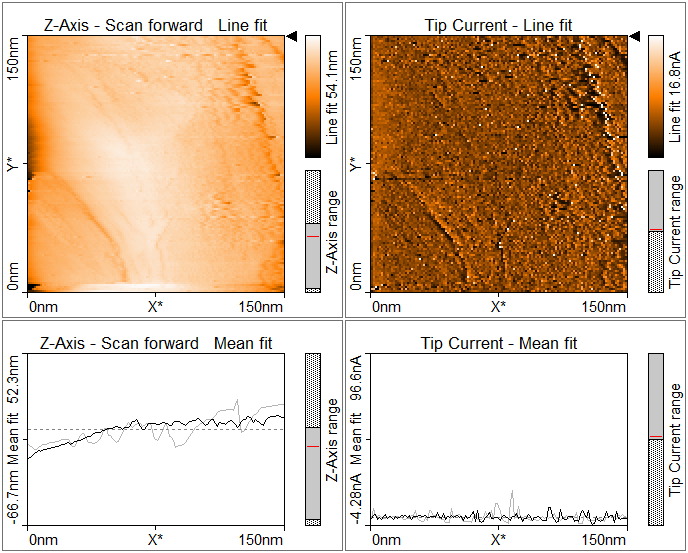 Z-Axis - Scan forward Line fit
150nm
Y*
0nm
0nm
X*
150nm
Line fit 54.1nm
Z-Axis range
Tip Current - Line fit
150nm
Y*
0nm
0nm
X*
150nm
Line fit 16.8nA
Tip Current range
Z-Axis - Scan forward Mean fit
-66.7nm Mean fit 52.3nm
0nm
X*
150nm
Z-Axis range
Tip Current - Mean fit
-4.28nA Mean fit 96.6nA
0nm
X*
150nm
Tip Current range